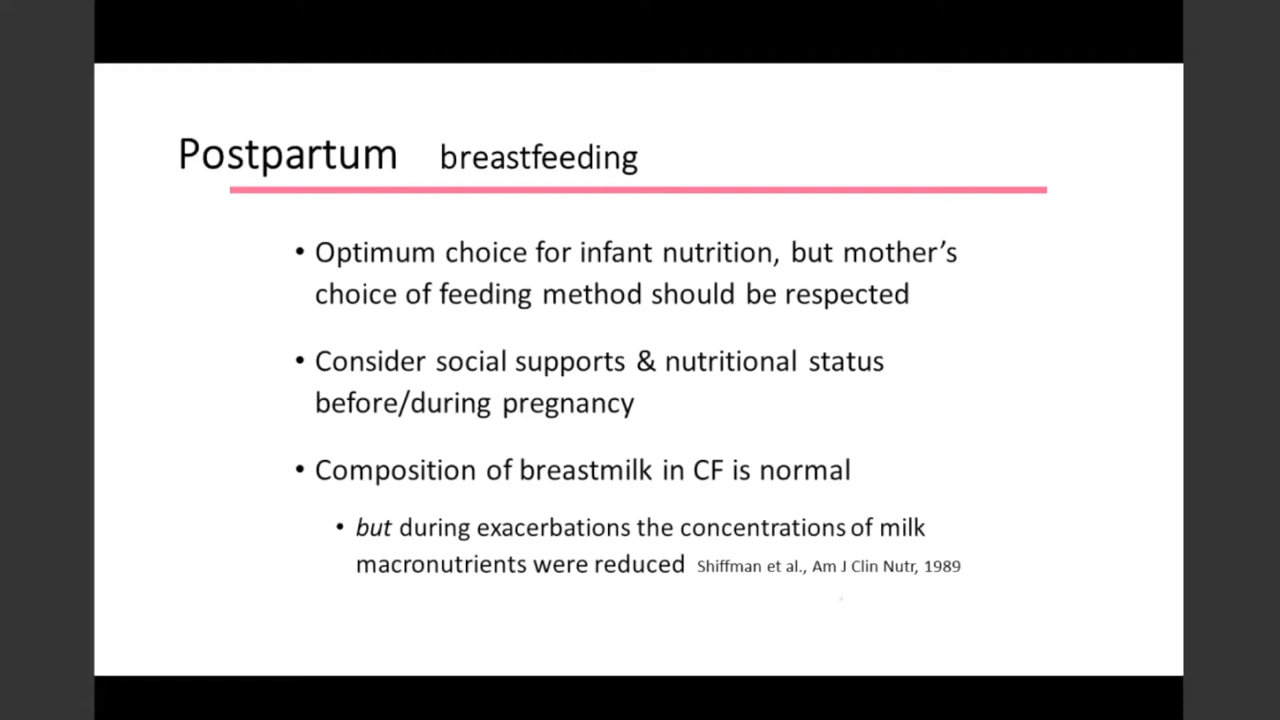 Postpartum breastfeeding
• Optimum choice for infant nutrition, but mother’s
choice of feeding method should be respected
• Consider social supports & nutritional status
before/during pregnancy
• Composition of breastmilk in CF is normal
• but during exacerbations the concentrations of milk
macronutrients were reduced Shiffman et al., Am J Clin Nutr, 1989